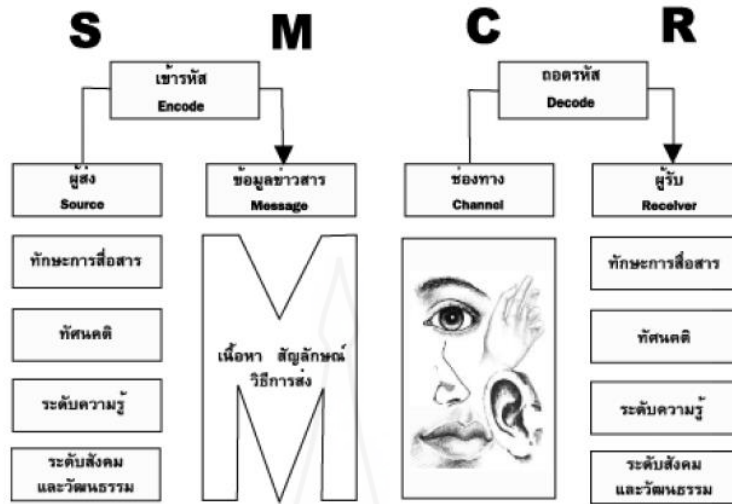 S M C R
เข้ารหัส
Encode
ถอดรหัส
Decode
ผู้ส่ง
Source
ข้อมูลข่าวสาร
Message
ช่องทาง
Channel
ผู้รับ
Receiver
ทักษะการสื่อสาร
ทัศนคติ
ระดับความรู้
ระดับสังคม
และวัฒนธรรม
เนื้อหา สัญลักษณ์
วิธีการส่ง
ทักษะการสื่อสาร
ทัศนคติ
ระดับความรู้
ระดับสังคม
และวัฒนธรรม